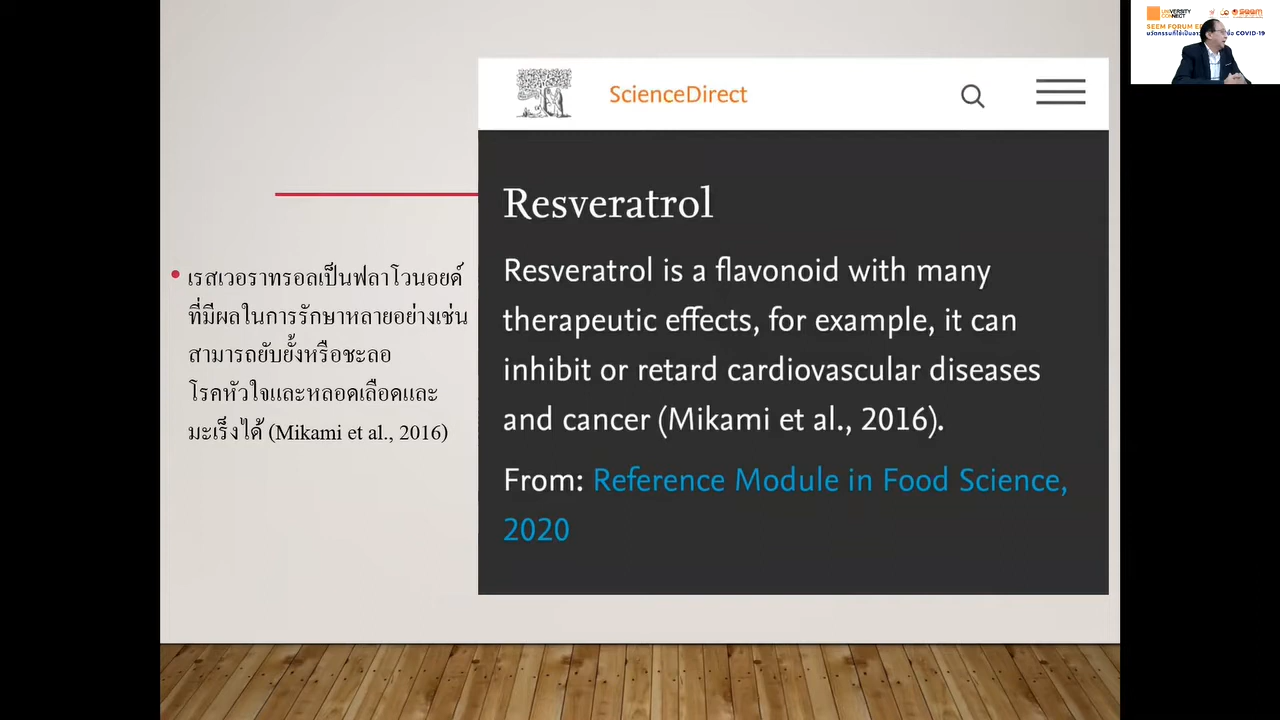 ScienceDirect
Resveratrol
Resveratrol is a flavonoid with many
therapeutic effects, for example, it can
inhibit or retard cardiovascular diseases
and cancer (Mikami et al., 2016).
From: Reference Module in Food Science,
2020
• เรสเวอราทรอลเป็นฟลาโวนอยด์
ที่มีผลในการรักษาหลายอย่างเช่น
สามารถยับยั้งหรือชะลอ
โรคหัวใจและหลอดเลือดและ
มะเร็งได้ (Mikami et al., 2016)
UNIVERSITY
CONNECT
SEEM FORUM
COVID-19